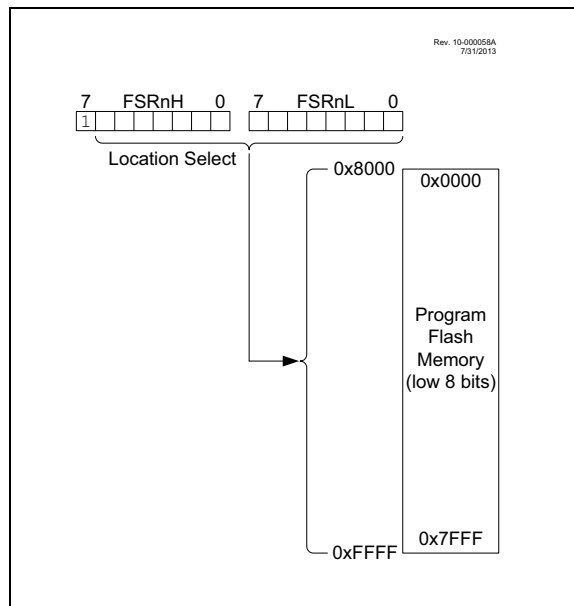 Rev. 10-000058A
7/31/2013
7 FSRnH 0 7 FSRnL 0
1
Location Select
0x8000
0x0000
Program
Flash
Memory
(low 8 bits)
0x7FFF
0xFFFF